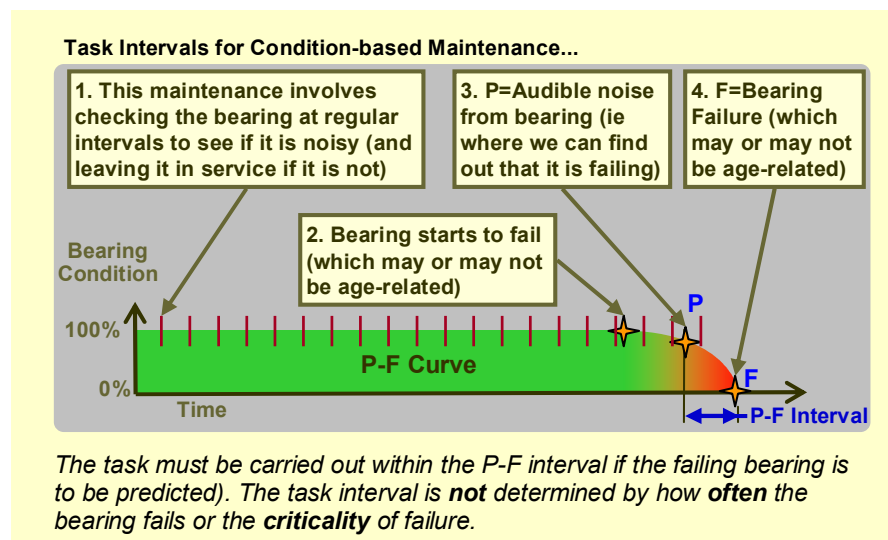 Task Intervals for Condition-based Maintenance...
1. This maintenance involves
checking the bearing at regular
intervals to see if it is noisy (and
leaving it in service if it is not)
3. P=Audible noise
from bearing (ie
where we can find
out that it is failing)
4. F=Bearing
Failure (which
may or may not
be age-related)
2. Bearing starts to fail
(which may or may not
be age-related)
Bearing
Condition
P
100%
P-F Curve
0%
F
Time
P-F Interval
The task must be carried out within the P-F interval if the failing bearing is
to be predicted). The task interval is not determined by how often the
bearing fails or the criticality of failure.